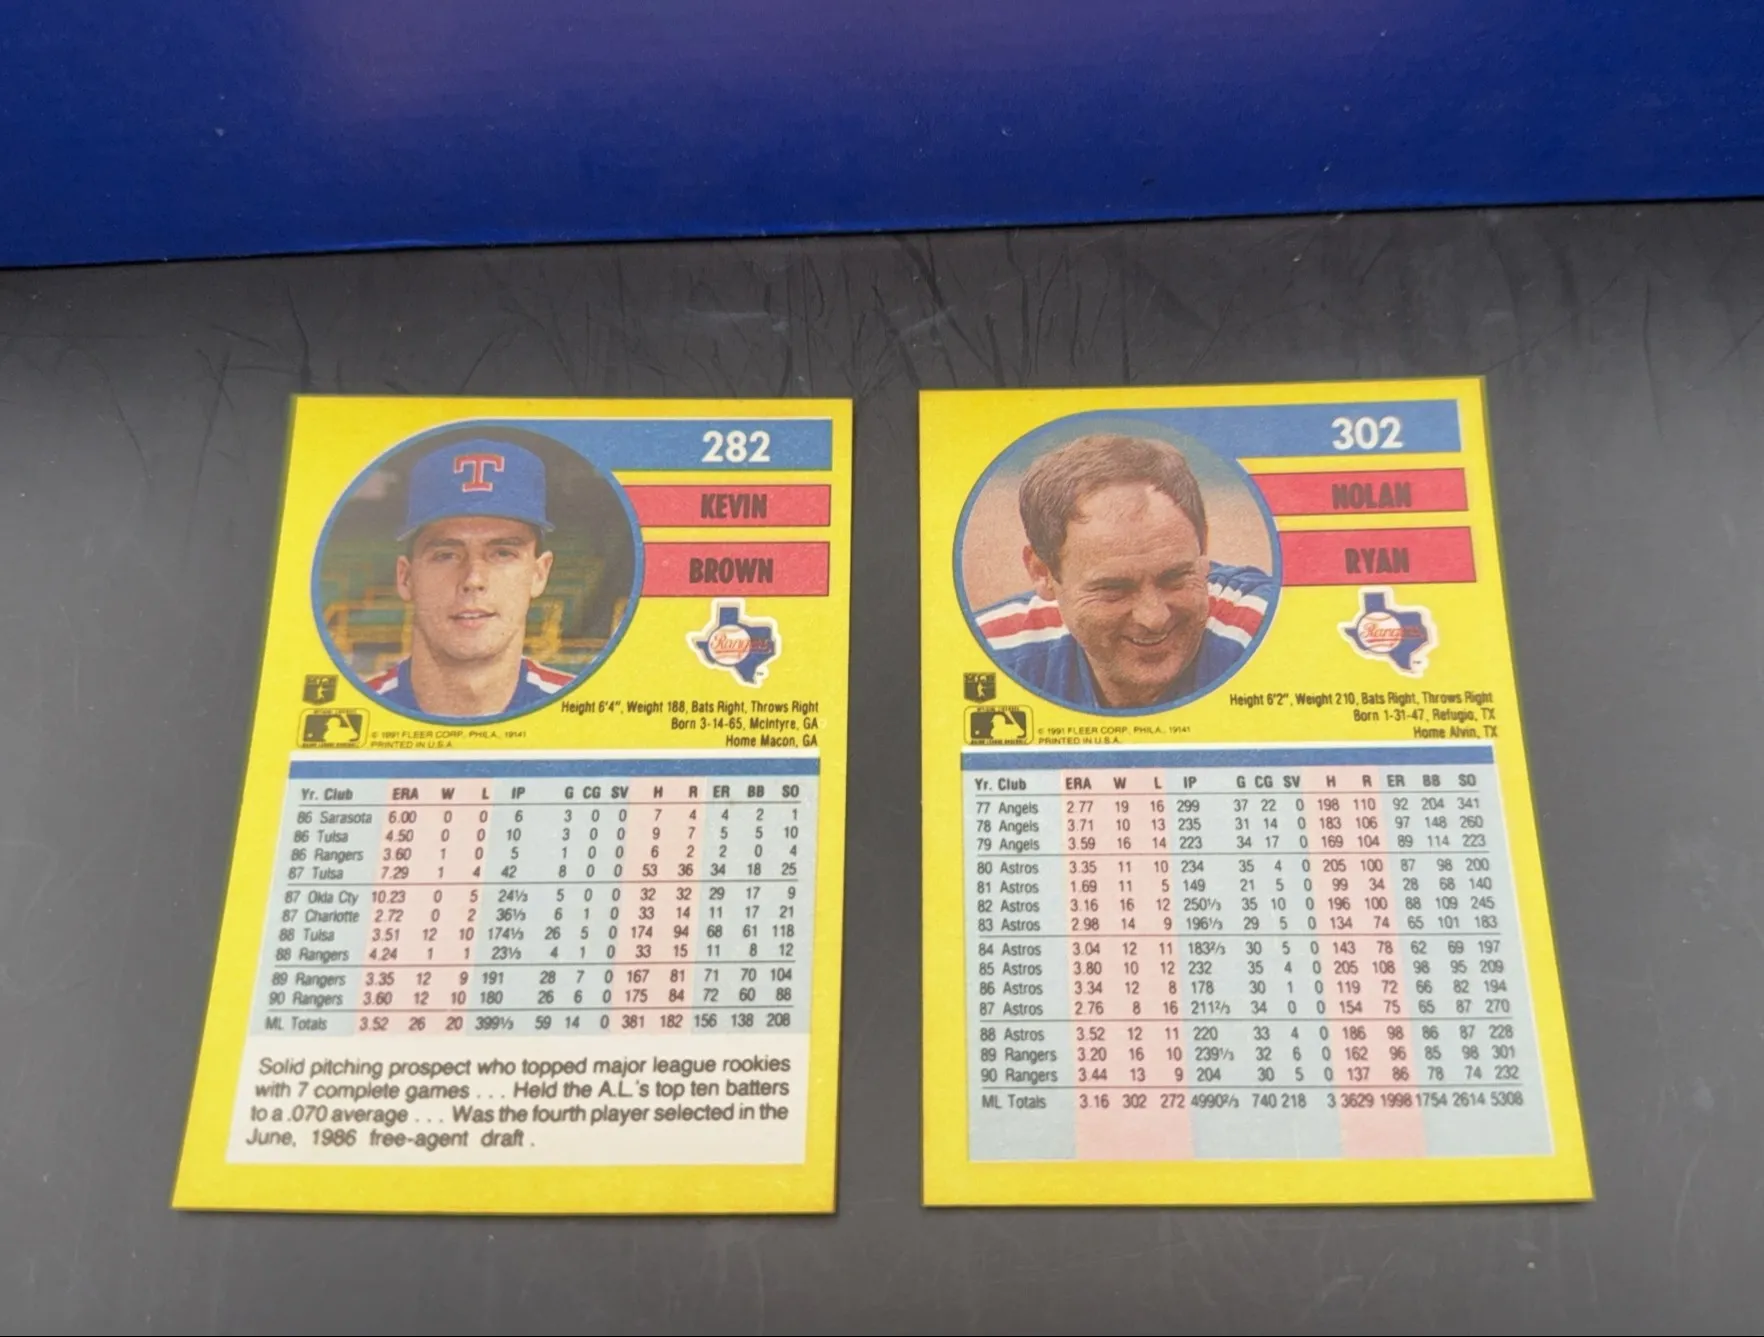 282
KEVIN
BROWN
Rangers
Height 6'4", Weight 188, Bats Right, Throws Right
Born 3-14-65, McIntyre, GA
Home Macon, GA
© 1991 FLEER CORP., PHILA., 19141
PRINTED IN U.S.A.
Yr. Club ERA W L IP G CG SV H R ER BB SO
86 Sarasota 6.00 0 0 6 3 0 0 7 4 4 2 1
86 Tulsa 4.50 0 0 10 3 0 0 9 7 5 5 10
86 Rangers 3.60 1 0 5 1 0 0 6 2 2 0 4
87 Tulsa 7.29 1 4 42 8 0 0 53 36 34 18 25
87 Okla Cty 10.23 0 5 24⅓ 5 0 0 32 32 29 17 9
87 Charlotte 2.72 0 2 36⅓ 6 1 0 33 14 11 17 21
88 Tulsa 3.51 12 10 174⅓ 26 5 0 174 94 68 61 118
88 Rangers 4.24 1 1 23⅓ 4 1 0 33 15 11 8 12
89 Rangers 3.35 12 9 191 28 7 0 167 81 71 70 104
90 Rangers 3.60 12 10 180 26 6 0 175 84 72 60 88
ML Totals 3.52 26 20 399⅓ 59 14 0 381 182 156 138 208
Solid pitching prospect who topped major league rookies
with 7 complete games . . . Held the A.L.'s top ten batters
to a .070 average . . . Was the fourth player selected in the
June, 1986 free-agent draft .
302
NOLAN
RYAN
Rangers
Height 6'2", Weight 210, Bats Right, Throws Right
Born 1-31-47, Refugio, TX
Home Alvin, TX
© 1991 FLEER CORP., PHILA., 19141
PRINTED IN U.S.A.
Yr. Club ERA W L IP G CG SV H R ER BB SO
77 Angels 2.77 19 16 299 37 22 0 198 110 92 204 341
78 Angels 3.71 10 13 235 31 14 0 183 106 97 148 260
79 Angels 3.59 16 14 223 34 17 0 169 104 89 114 223
80 Astros 3.35 11 10 234 35 4 0 205 100 87 98 200
81 Astros 1.69 11 5 149 21 5 0 99 34 28 68 140
82 Astros 3.16 16 12 250⅓ 35 10 0 196 100 88 109 245
83 Astros 2.98 14 9 196⅓ 29 5 0 134 74 65 101 183
84 Astros 3.04 12 11 183⅔ 30 5 0 143 78 62 69 197
85 Astros 3.80 10 12 232 35 4 0 205 108 98 95 209
86 Astros 3.34 12 8 178 30 1 0 119 72 66 82 194
87 Astros 2.76 8 16 211⅔ 34 0 0 154 75 65 87 270
88 Astros 3.52 12 11 220 33 4 0 186 98 86 87 228
89 Rangers 3.20 16 10 239⅓ 32 6 0 162 96 85 98 301
90 Rangers 3.44 13 9 204 30 5 0 137 86 78 74 232
ML Totals 3.16 302 272 4990⅔ 740 218 3 3629 1998 1754 2614 5308